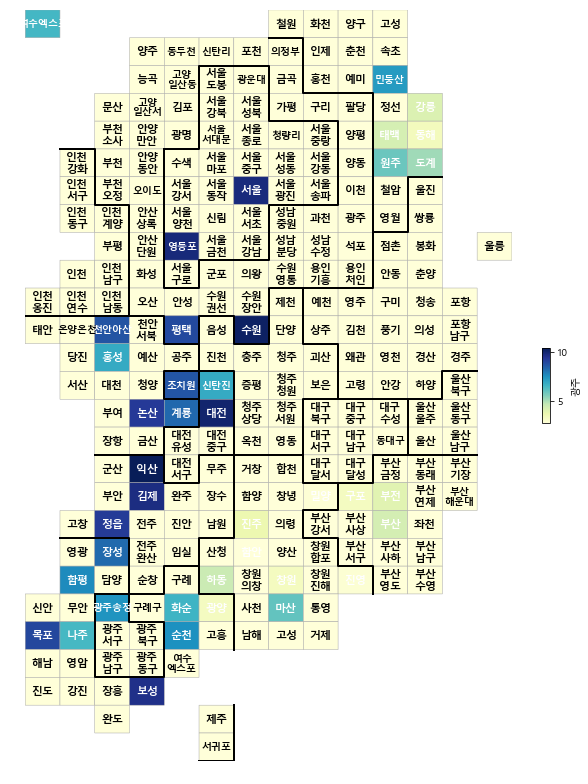 여수엑스포 철원 화천 양구 고성
양주 동두천 신탄리 포천 의정부 인제 춘천 속초
능곡 고양 일산동 서울 도봉 광운대 금곡 홍천 예미 민둥산
문산 고양 일산서 김포 서울 강북 서울 성북 가평 구리 팔당 정선 강릉
부천 소사 안양 만안 광명 서울 서대문 서울 종로 청량리 서울 중랑 양평 태백
인천 강화 부천 안양 동안 수색 서울 마포 서울 중구 서울 성동 서울 강동 양동 원주 도계
인천 서구 부천 오정 오이도 서울 강서 서울 동작 서울 서울 광진 서울 송파 이천 철암 울진
인천 동구 인천 계양 안산 상록 서울 양천 신림 서울 서초 성남 중원 과천 광주 영월 쌍룡
부평 안산 단원 영등포 서울 금천 서울 강남 성남 분당 성남 수정 석포 점촌 봉화 울릉
인천 인천 남구 화성 서울 구로 군포 의왕 수원 영통 용인 기흥 용인 처인 안동 춘양
인천 옹진 인천 연수 인천 남동 오산 안성 수원 권선 수원 장안 제천 예천 영주 구미 청송 포항
태안 온양온천 천안아산 천안 서북 평택 음성 수원 단양 상주 김천 풍기 의성 포항 남구
당진 홍성 예산 공주 진천 충주 청주 괴산 왜관 영천 경산 경주
서산 대천 청양 조치원 신탄진 증평 청주 청원 보은 고령 안강 하양 울산 북구
부여 논산 계룡 대전 청주 상당 청주 서원 대구 북구 대구 중구 대구 수성 울산 울주 울산 동구
장항 금산 대전 유성 대전 중구 옥천 영동 대구 서구 대구 남구 동대구 울산 울산 남구
군산 익산 대전 서구 무주 거창 합천 대구 달서 대구 달성 부산 금정 부산 동래 부산 기장
부안 김제 완주 장수 함양 창녕 구포 부전 부산 연제 부산 해운대
고창 정읍 전주 진안 남원 진주 의령 부산 강서 부산 사상 부산 좌천
영광 장성 전주 완산 임실 산청 양산 창원 합포 부산 서구 부산 사하 부산 남구
함평 담양 순창 구례 하동 창원 의창 창원 진해 부산 영도 부산 수영
신안 무안 광주송정 구례구 화순 사천 마산 통영
목포 나주 광주 서구 광주 북구 순천 고흥 남해 고성 거제
해남 영암 광주 남구 광주 동구 여수 엑스포
진도 강진 장흥 보성
완도 제주
서귀포
10
5
광주